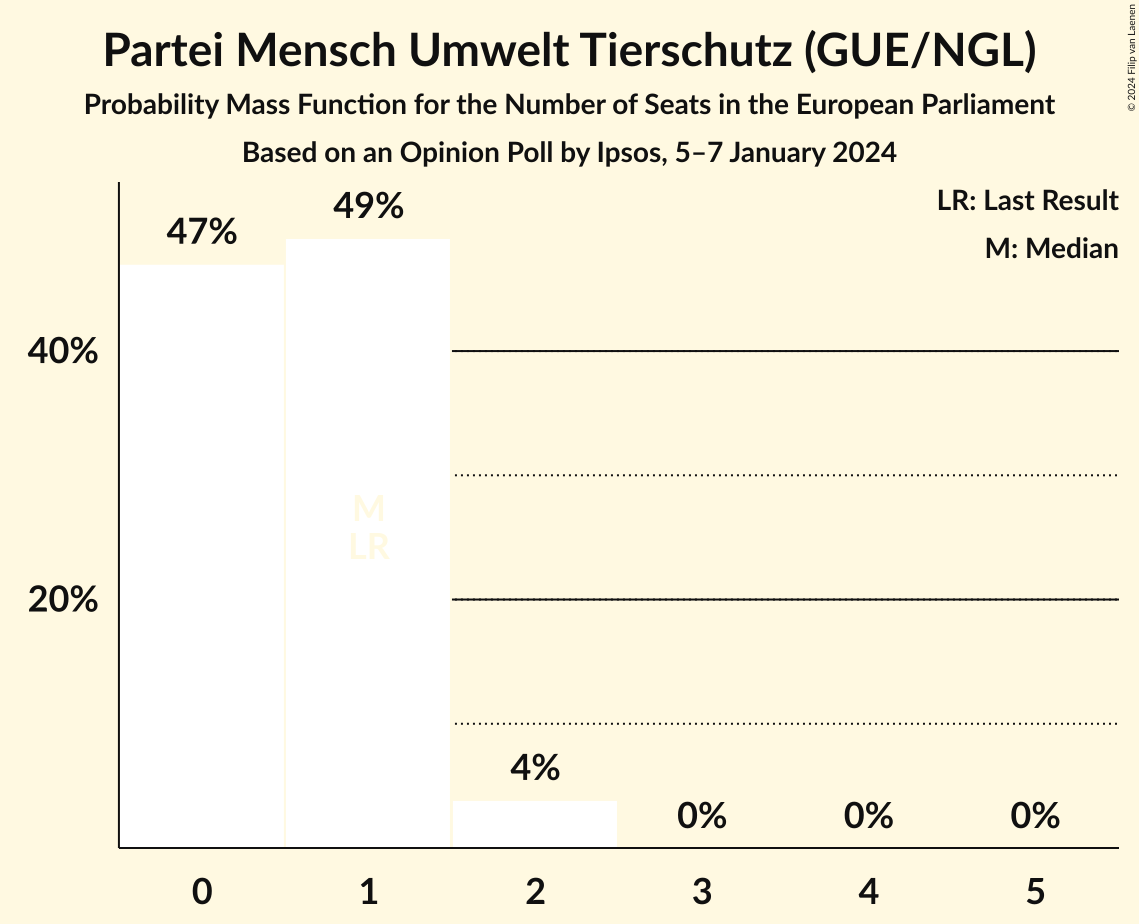 Partei Mensch Umwelt Tierschutz (GUE/NGL)
Probability Mass Function for the Number of Seats in the European Parliament
Based on an Opinion Poll by Ipsos, 5–7 January 2024
© 2024 Filip van Laenen
LR: Last Result
M: Median
47%
49%
40%
M
LR
20%
4%
0%
0%
0%
0
1
2
3
4
5